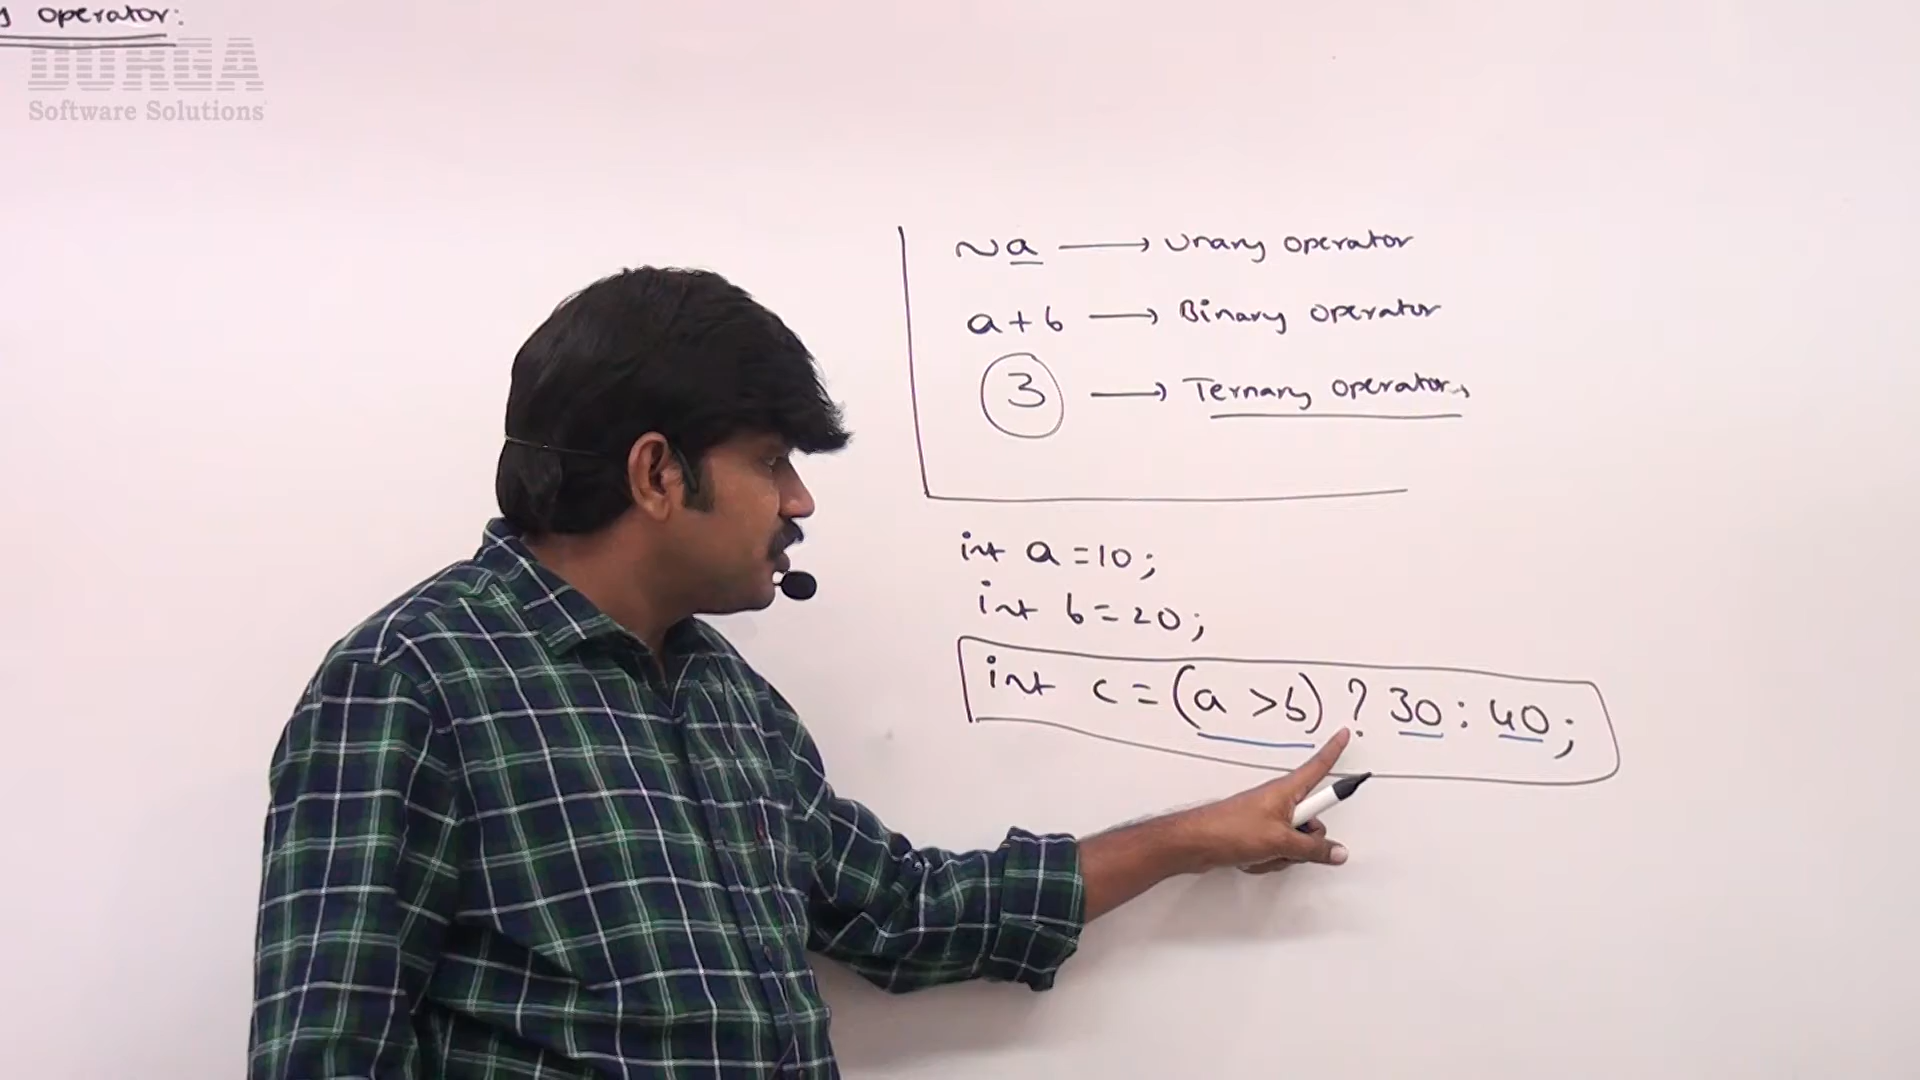 operator:
DURGA
Software Solutions
~a → Unary operator
a+b → Binary operator
3 → Ternary operator
int a=10;
int b=20;
int c=(a>b)?30:40;